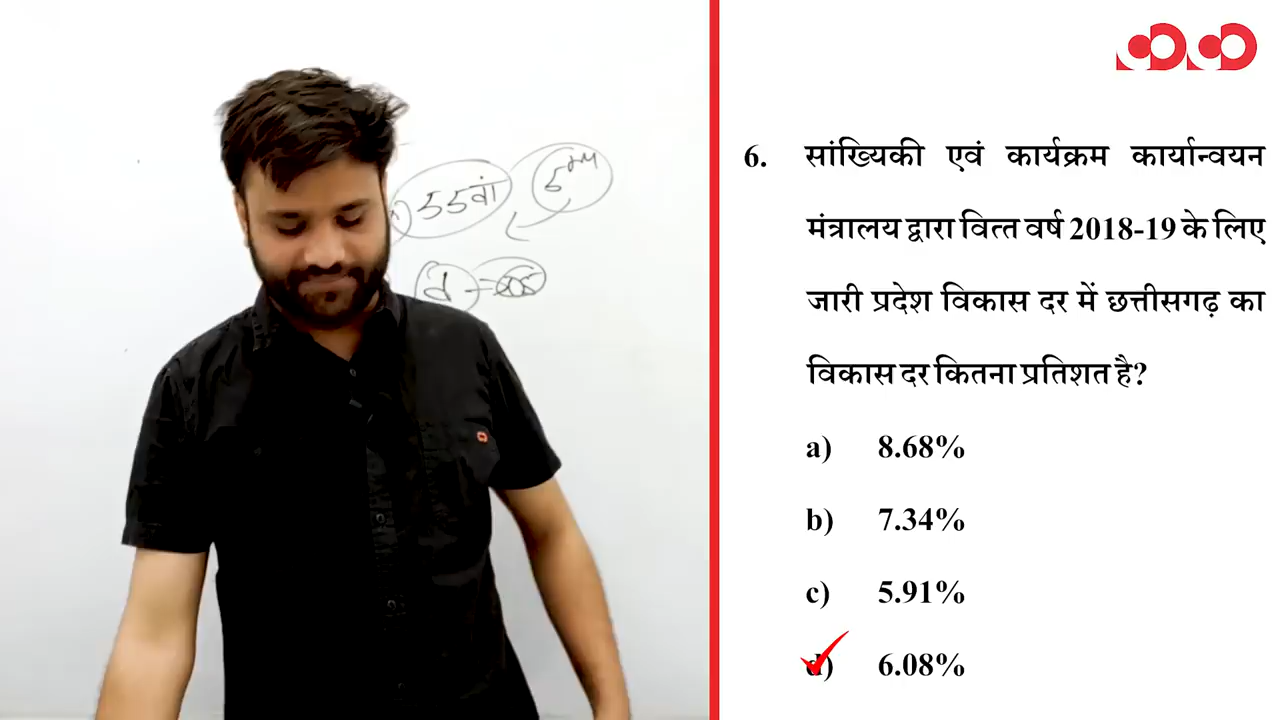 55वां
5
6. सांख्यिकी एवं कार्यक्रम कार्यान्वयन
मंत्रालय द्वारा वित्त वर्ष 2018-19 के लिए
जारी प्रदेश विकास दर में छत्तीसगढ़ का
विकास दर कितना प्रतिशत है?
a) 8.68%
b) 7.34%
c) 5.91%
d) 6.08%